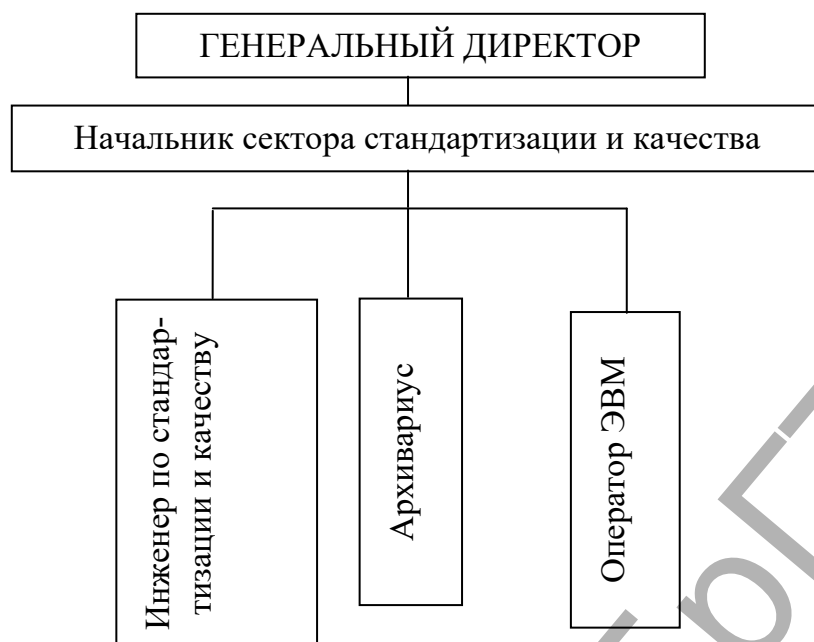 ГЕНЕРАЛЬНЫЙ ДИРЕКТОР
Начальник сектора стандартизации и качества
Инженер по стандар-
тизации и качеству
Архивариус
Оператор ЭВМ